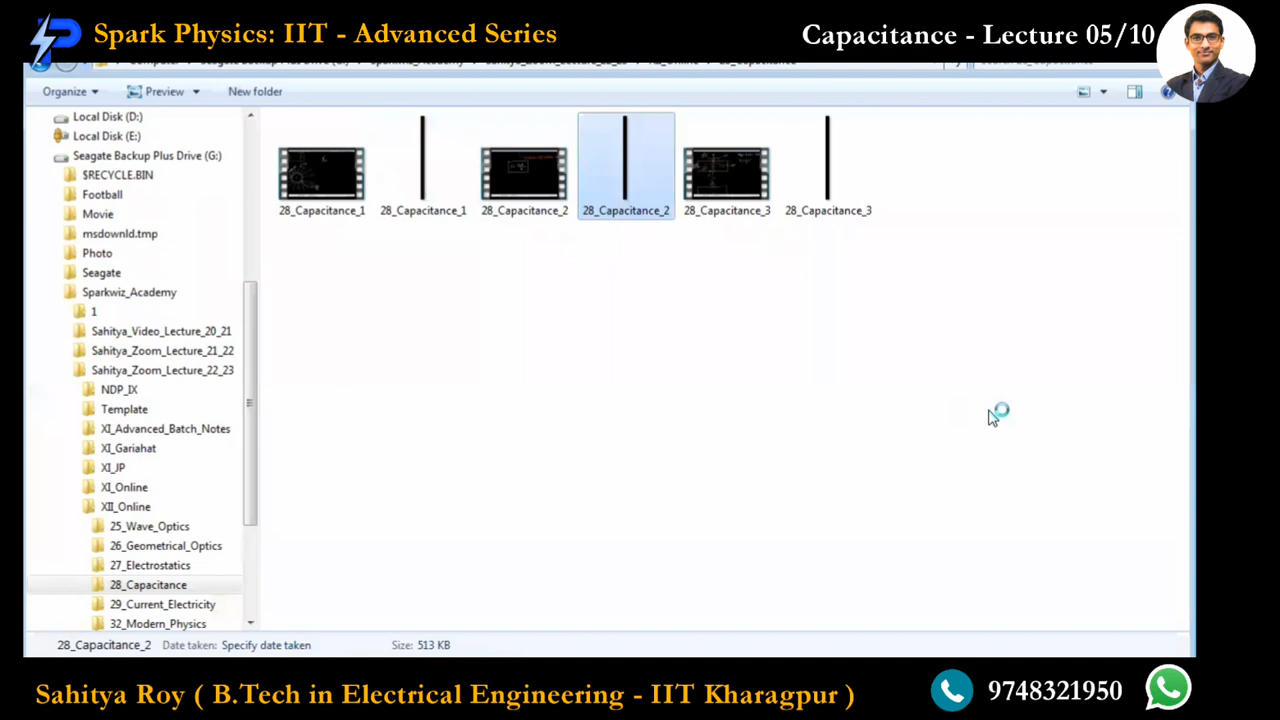 Spark Physics: IIT - Advanced Series
Capacitance - Lecture 05/10
Organize
Preview
New folder
Local Disk (D:)
Local Disk (E:)
Seagate Backup Plus Drive (G:)
$RECYCLE.BIN
Football
Movie
msdownld.tmp
Photo
Seagate
Sparkwiz_Academy
1
Sahitya_Video_Lecture_20_21
Sahitya_Zoom_Lecture_21_22
Sahitya_Zoom_Lecture_22_23
NDP_IX
Template
XI_Advanced_Batch_Notes
XI_Gariahat
XI_JP
XI_Online
XII_Online
25_Wave_Optics
26_Geometrical_Optics
27_Electrostatics
28_Capacitance
29_Current_Electricity
32_Modern_Physics
28_Capacitance_1
28_Capacitance_1
28_Capacitance_2
28_Capacitance_2
28_Capacitance_3
28_Capacitance_3
28_Capacitance_2 Date taken: Specify date taken Size: 513 KB
Sahitya Roy ( B.Tech in Electrical Engineering - IIT Kharagpur )
9748321950